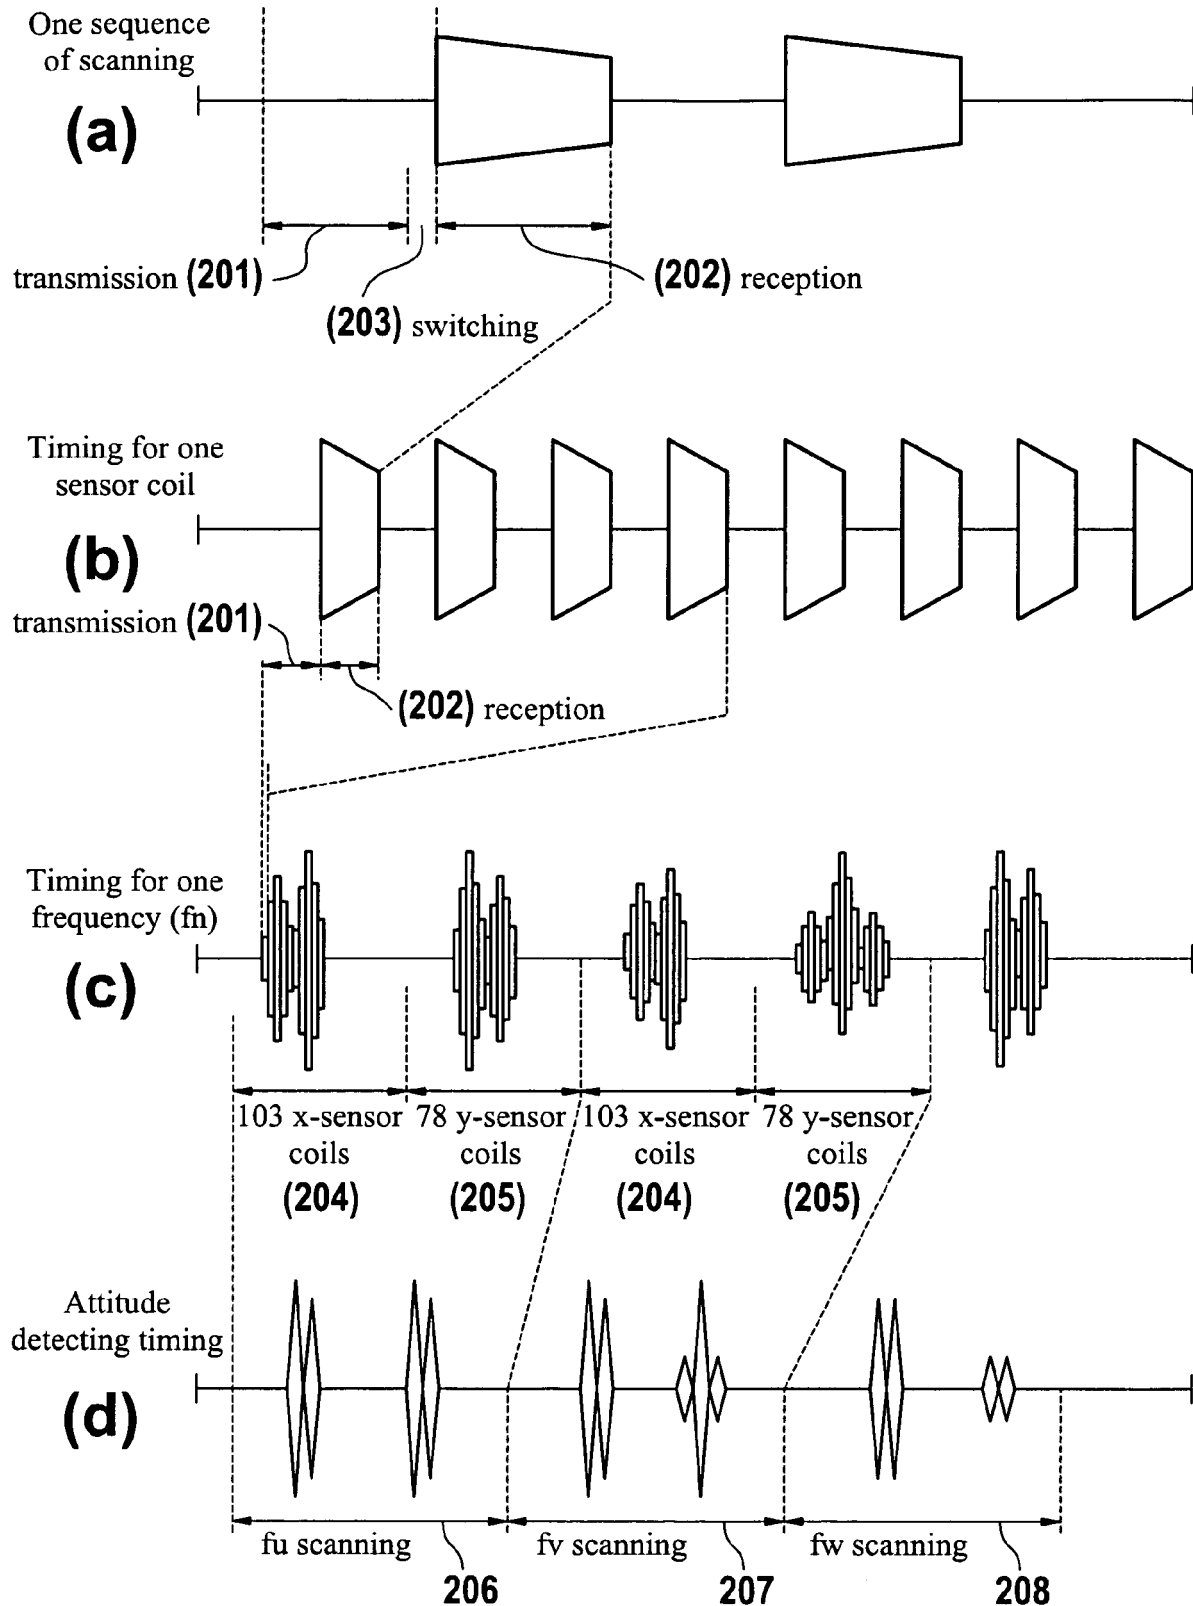 One sequence
of scanning
(a)
transmission (201)
(203) switching
(202) reception
Timing for one
sensor coil
(b)
transmission (201)
(202) reception
Timing for one
frequency (fn)
(c)
103 x-sensor
coils
(204)
78 y-sensor
coils
(205)
103 x-sensor
coils
(204)
78 y-sensor
coils
(205)
Attitude
detecting timing
(d)
fu scanning
fv scanning
fw scanning
206
207
208